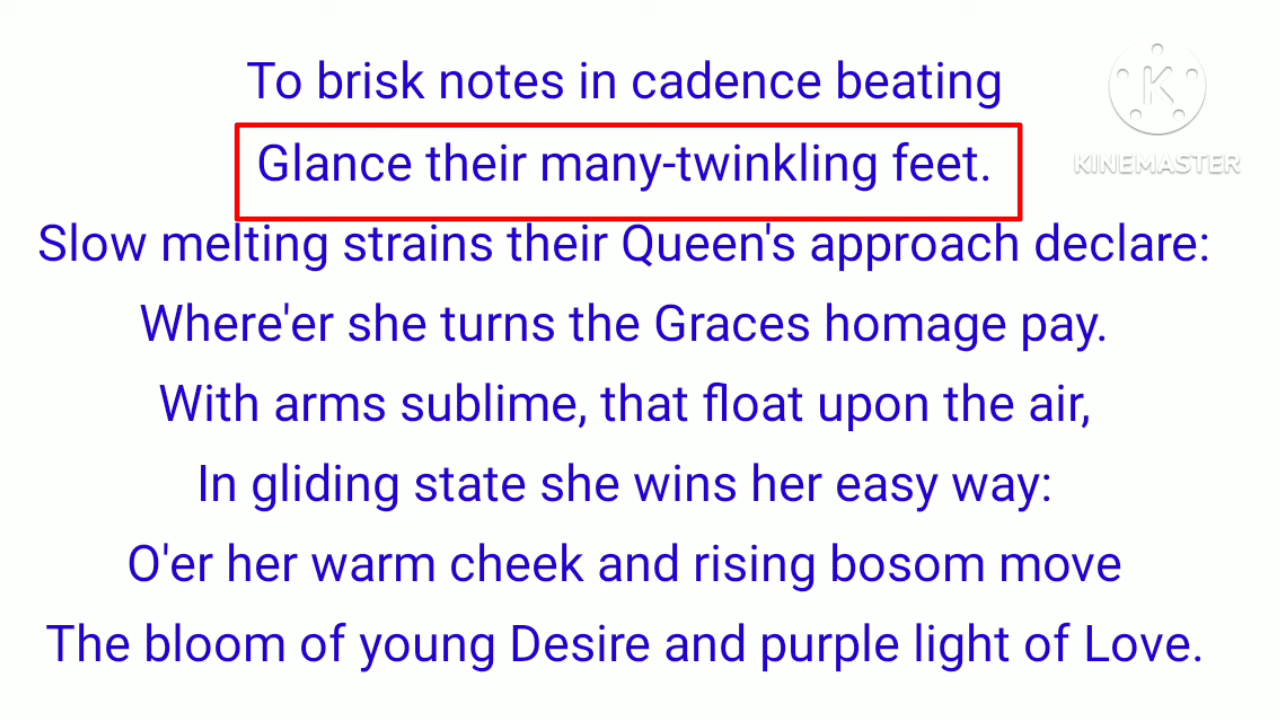 To brisk notes in cadence beating
Glance their many-twinkling feet.
Slow melting strains their Queen's approach declare:
Where'er she turns the Graces homage pay.
With arms sublime, that float upon the air,
In gliding state she wins her easy way:
O'er her warm cheek and rising bosom move
The bloom of young Desire and purple light of Love.
K
KINEMASTER